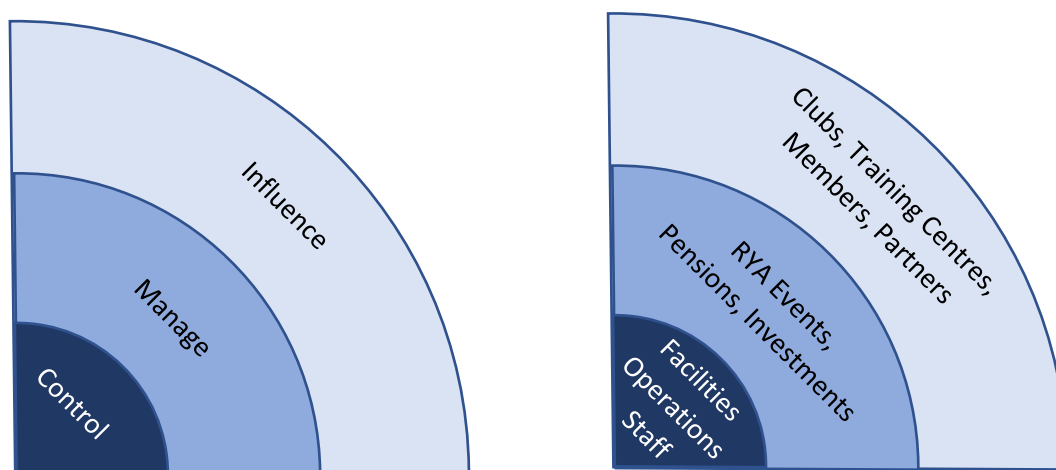 Influence
Manage
Control
Clubs, Training Centres,
Members, Partners
RYA Events,
Pensions, Investments
Facilities
Operations
Staff